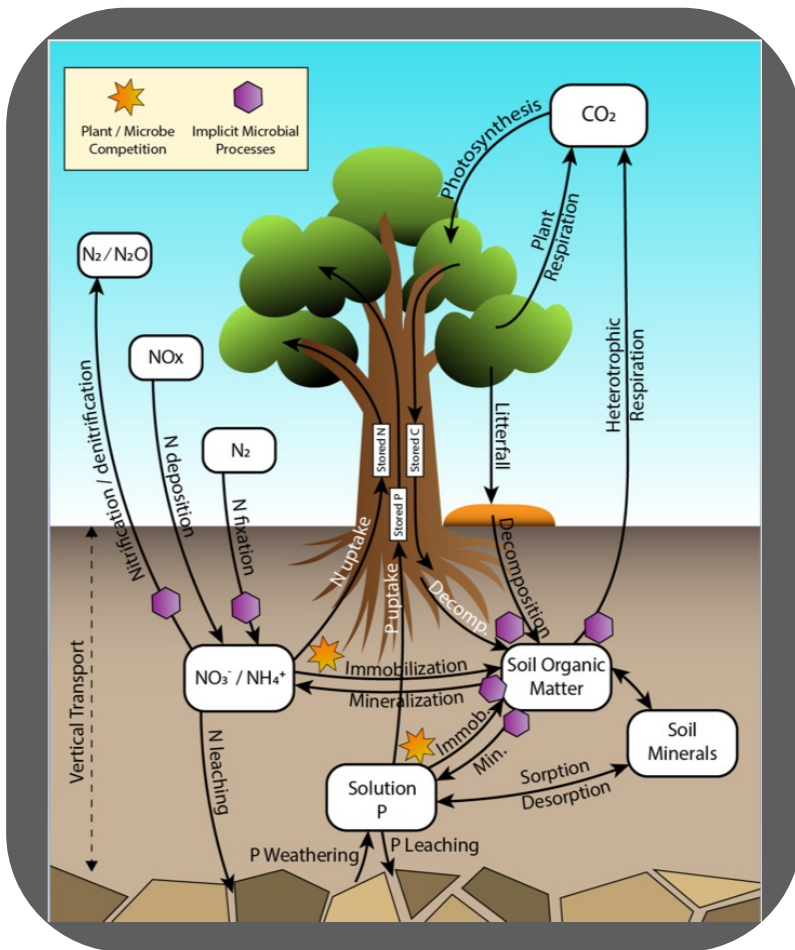 Plant / Microbe
Competition
Implicit Microbial
Processes
CO₂
Photosynthesis
Plant
Respiration
Heterotrophic
Respiration
N₂ / N₂O
NOx
N₂
Nitrification / denitrification
N deposition
N fixation
Stored N
Stored C
Stored P
Litterfall
N uptake
P uptake
Decomp.
Decomposition
Vertical Transport
NO₃⁻ / NH₄⁺
Immobilization
Mineralization
Soil Organic
Matter
Immob.
Min.
Soil
Minerals
N leaching
Solution
P
Sorption
Desorption
P Weathering
P Leaching